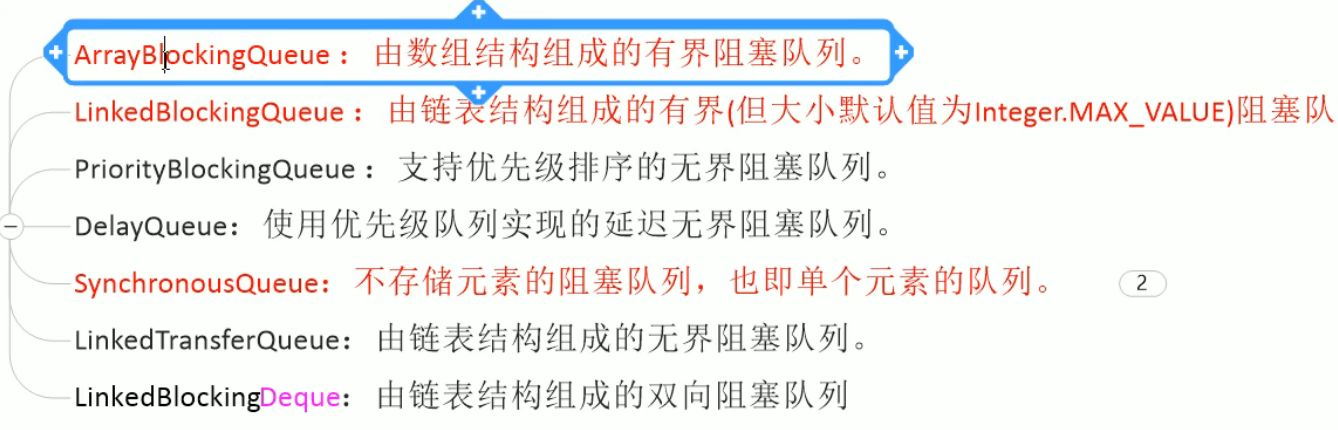 ArrayBlockingQueue： 由数组结构组成的有界阻塞队列。
LinkedBlockingQueue： 由链表结构组成的有界(但大小默认值为Integer.MAX_VALUE)阻塞队
PriorityBlockingQueue： 支持优先级排序的无界阻塞队列。
DelayQueue： 使用优先级队列实现的延迟无界阻塞队列。
SynchronousQueue： 不存储元素的阻塞队列，也即单个元素的队列。 2
LinkedTransferQueue： 由链表结构组成的无界阻塞队列。
LinkedBlockingDeque： 由链表结构组成的双向阻塞队列